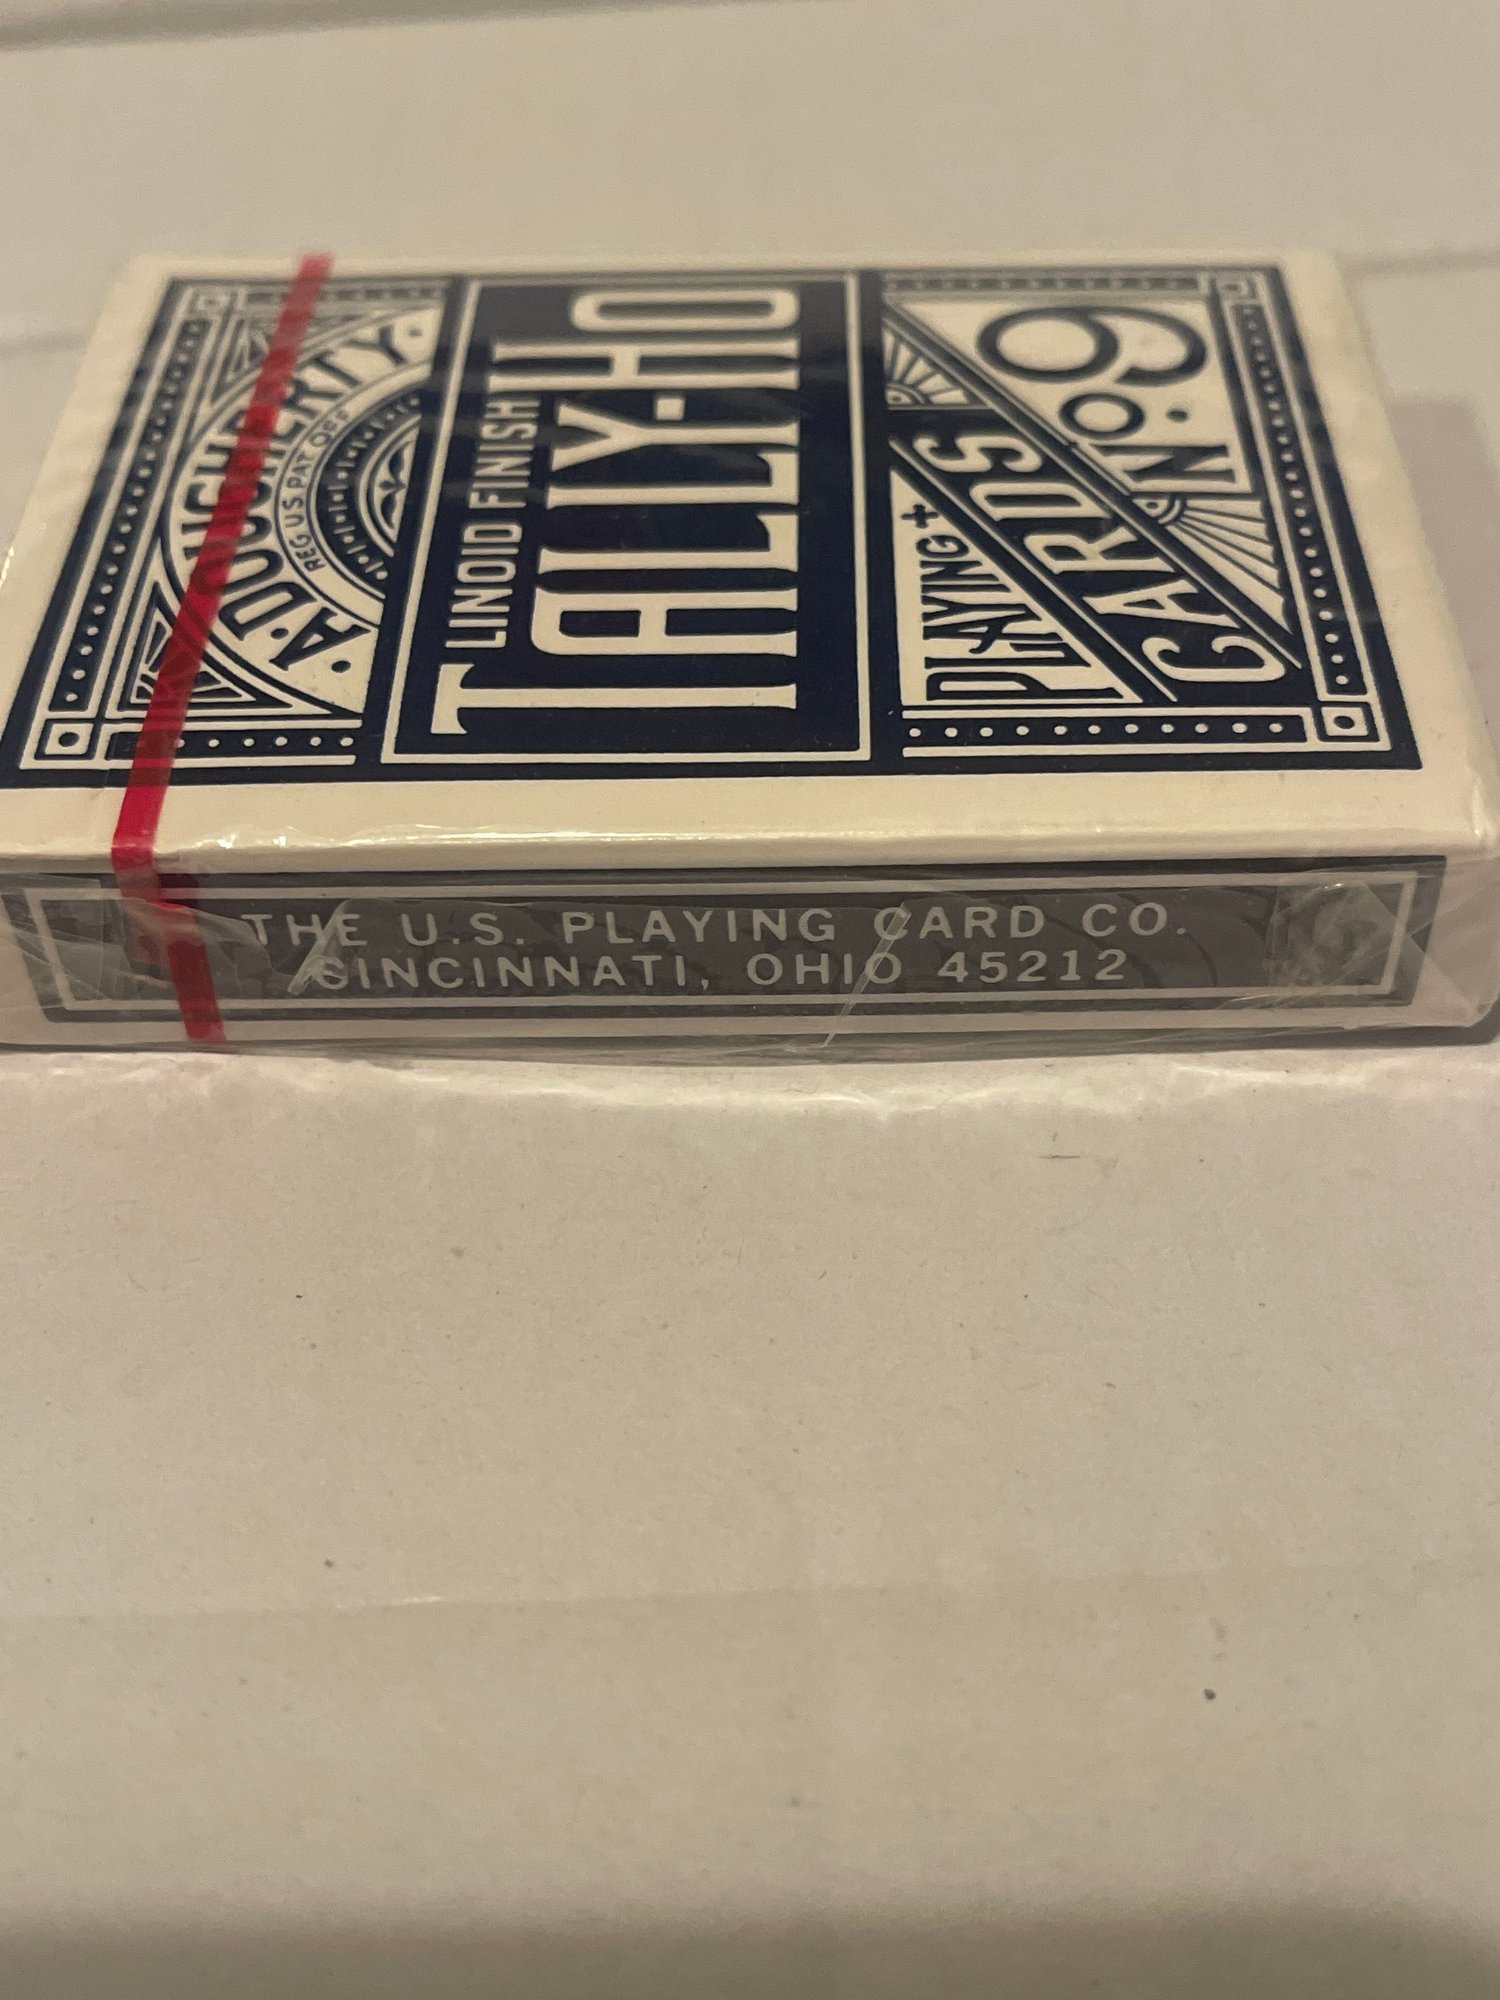 · A · DOUGHERTY ·
REG U.S. PAT OFF
LINOID FINISH
TALLY-HO
PLAYING
CARDS
No. 9
THE U.S. PLAYING CARD CO.
CINCINNATI, OHIO 45212